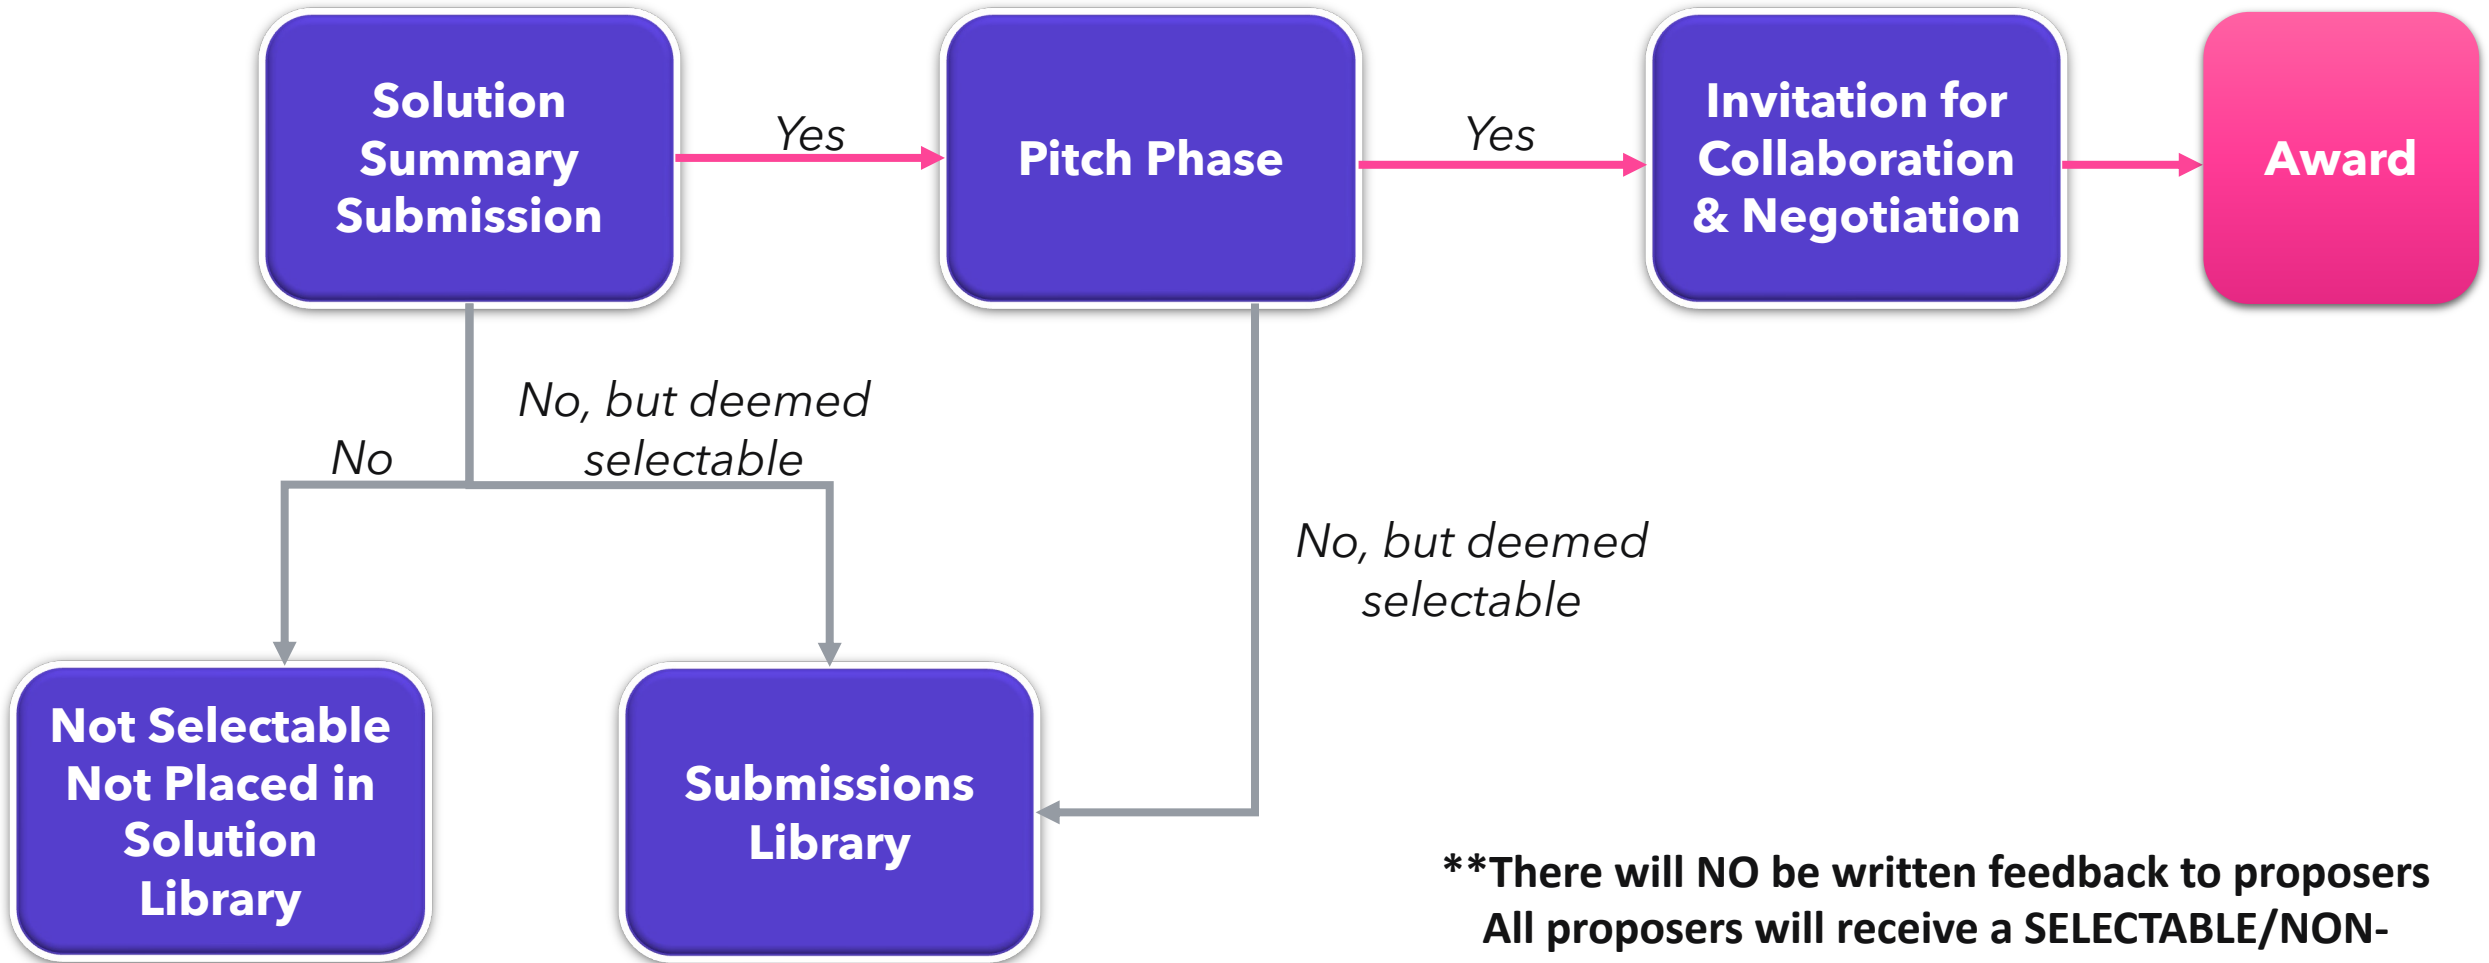 Solution
Summary
Submission
Yes
Pitch Phase
Yes
Invitation for
Collaboration
& Negotiation
Award
No
No, but deemed
selectable
No, but deemed
selectable
Not Selectable
Not Placed in
Solution
Library
Submissions
Library
**There will NO be written feedback to proposers
All proposers will receive a SELECTABLE/NON-